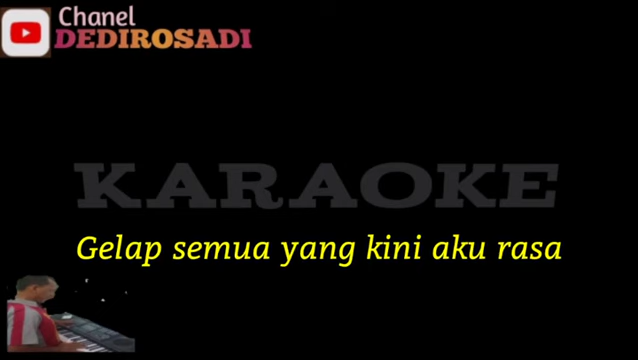 Chanel
DEDIROSADI
KARAOKE
Gelap semua yang kini aku rasa